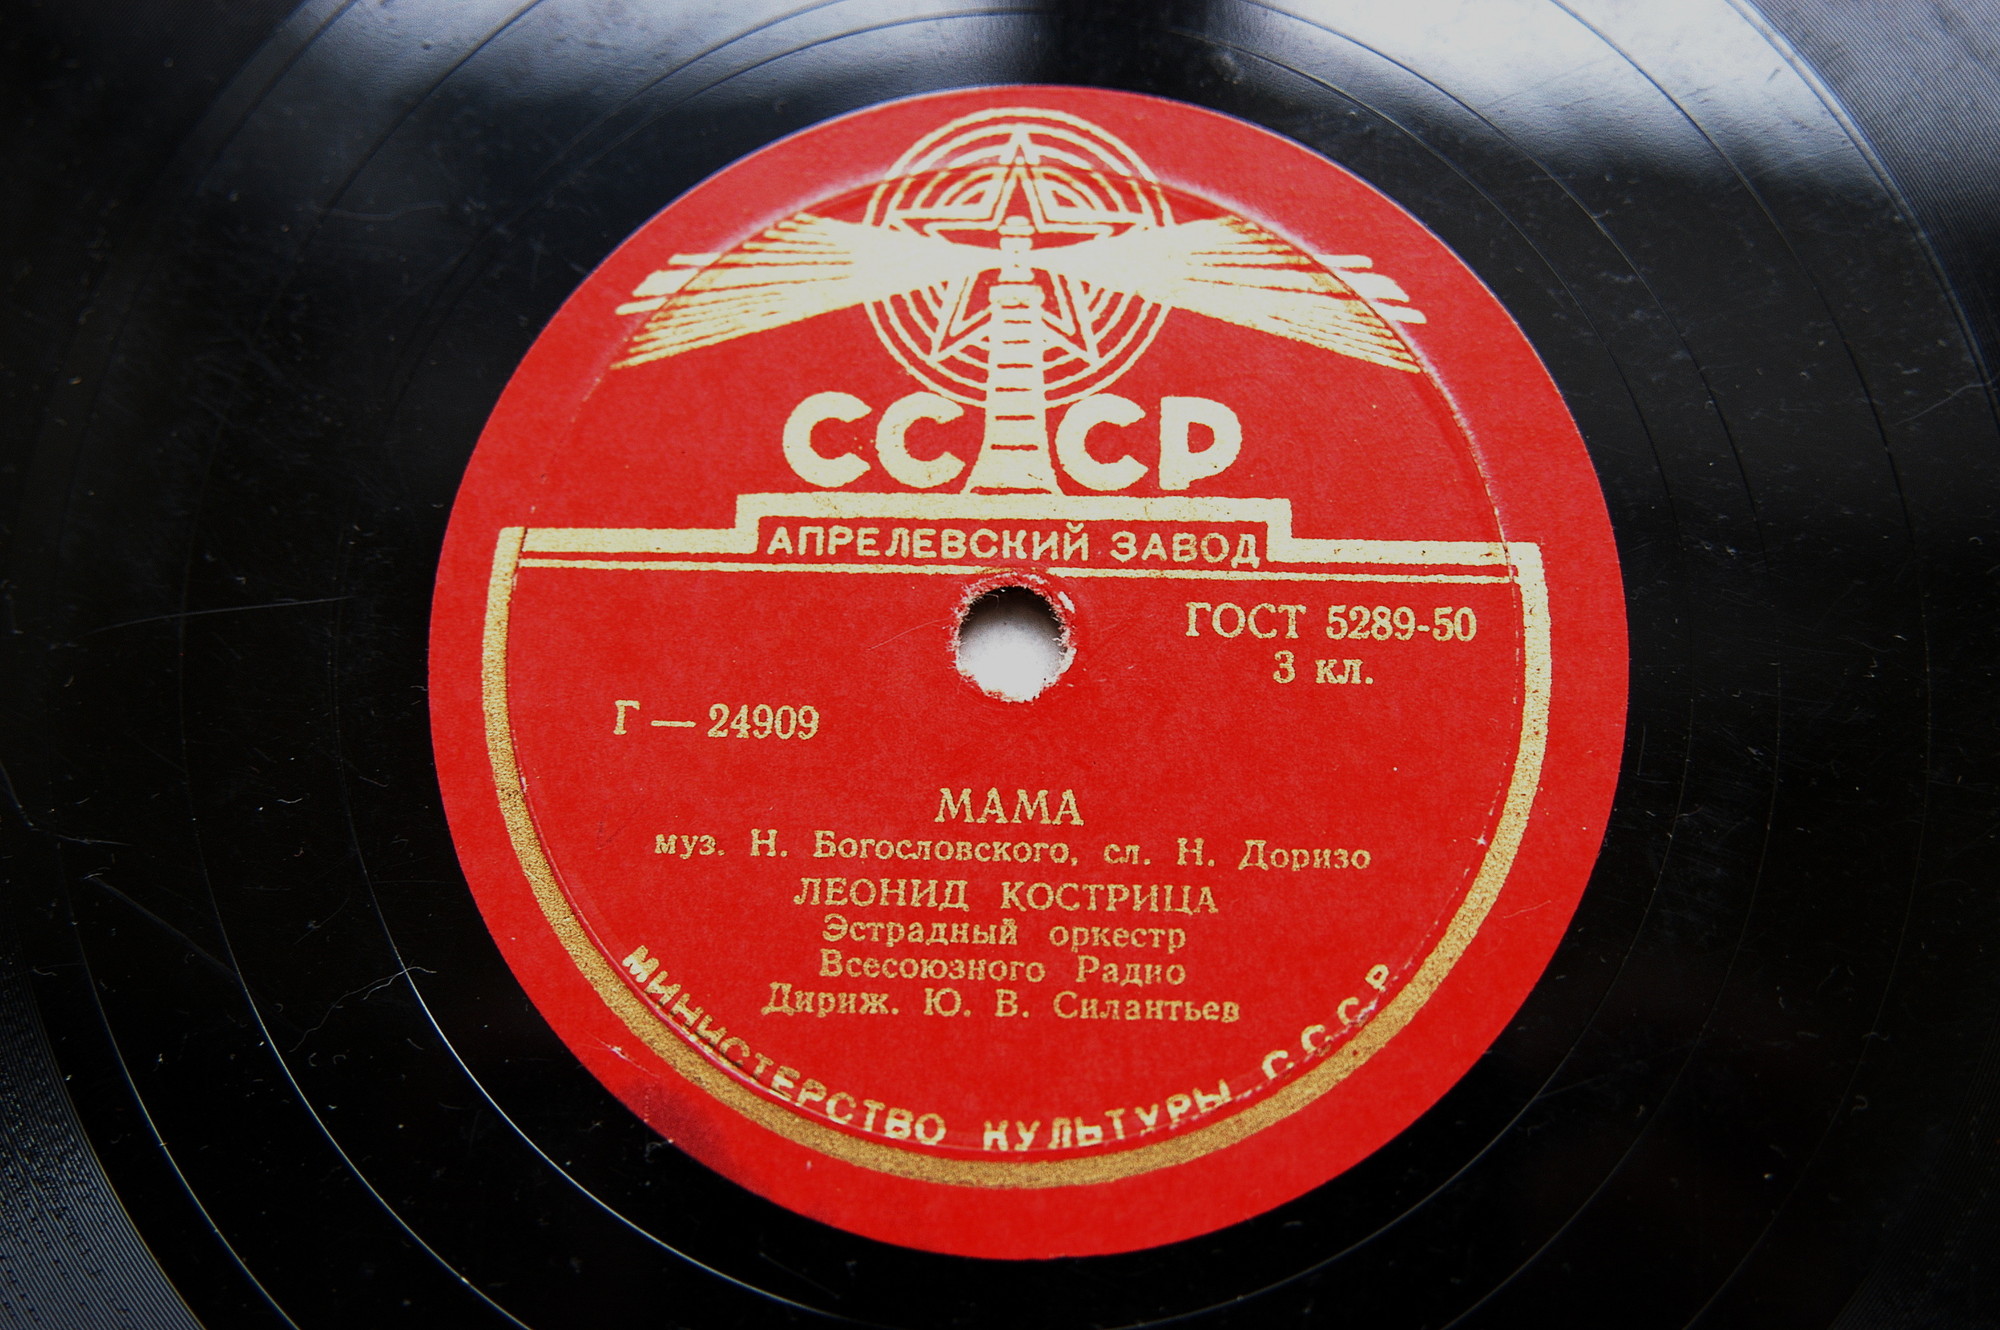 СССР
АПРЕЛЕВСКИЙ ЗАВОД
ГОСТ 5289-50
3 кл.
Г — 24909
МАМА
муз. Н. Богословского, сл. Н. Доризо
ЛЕОНИД КОСТРИЦА
Эстрадный оркестр
Всесоюзного Радио
Дириж. Ю. В. Силантьев
МИНИСТЕРСТВО КУЛЬТУРЫ С.С.С.Р